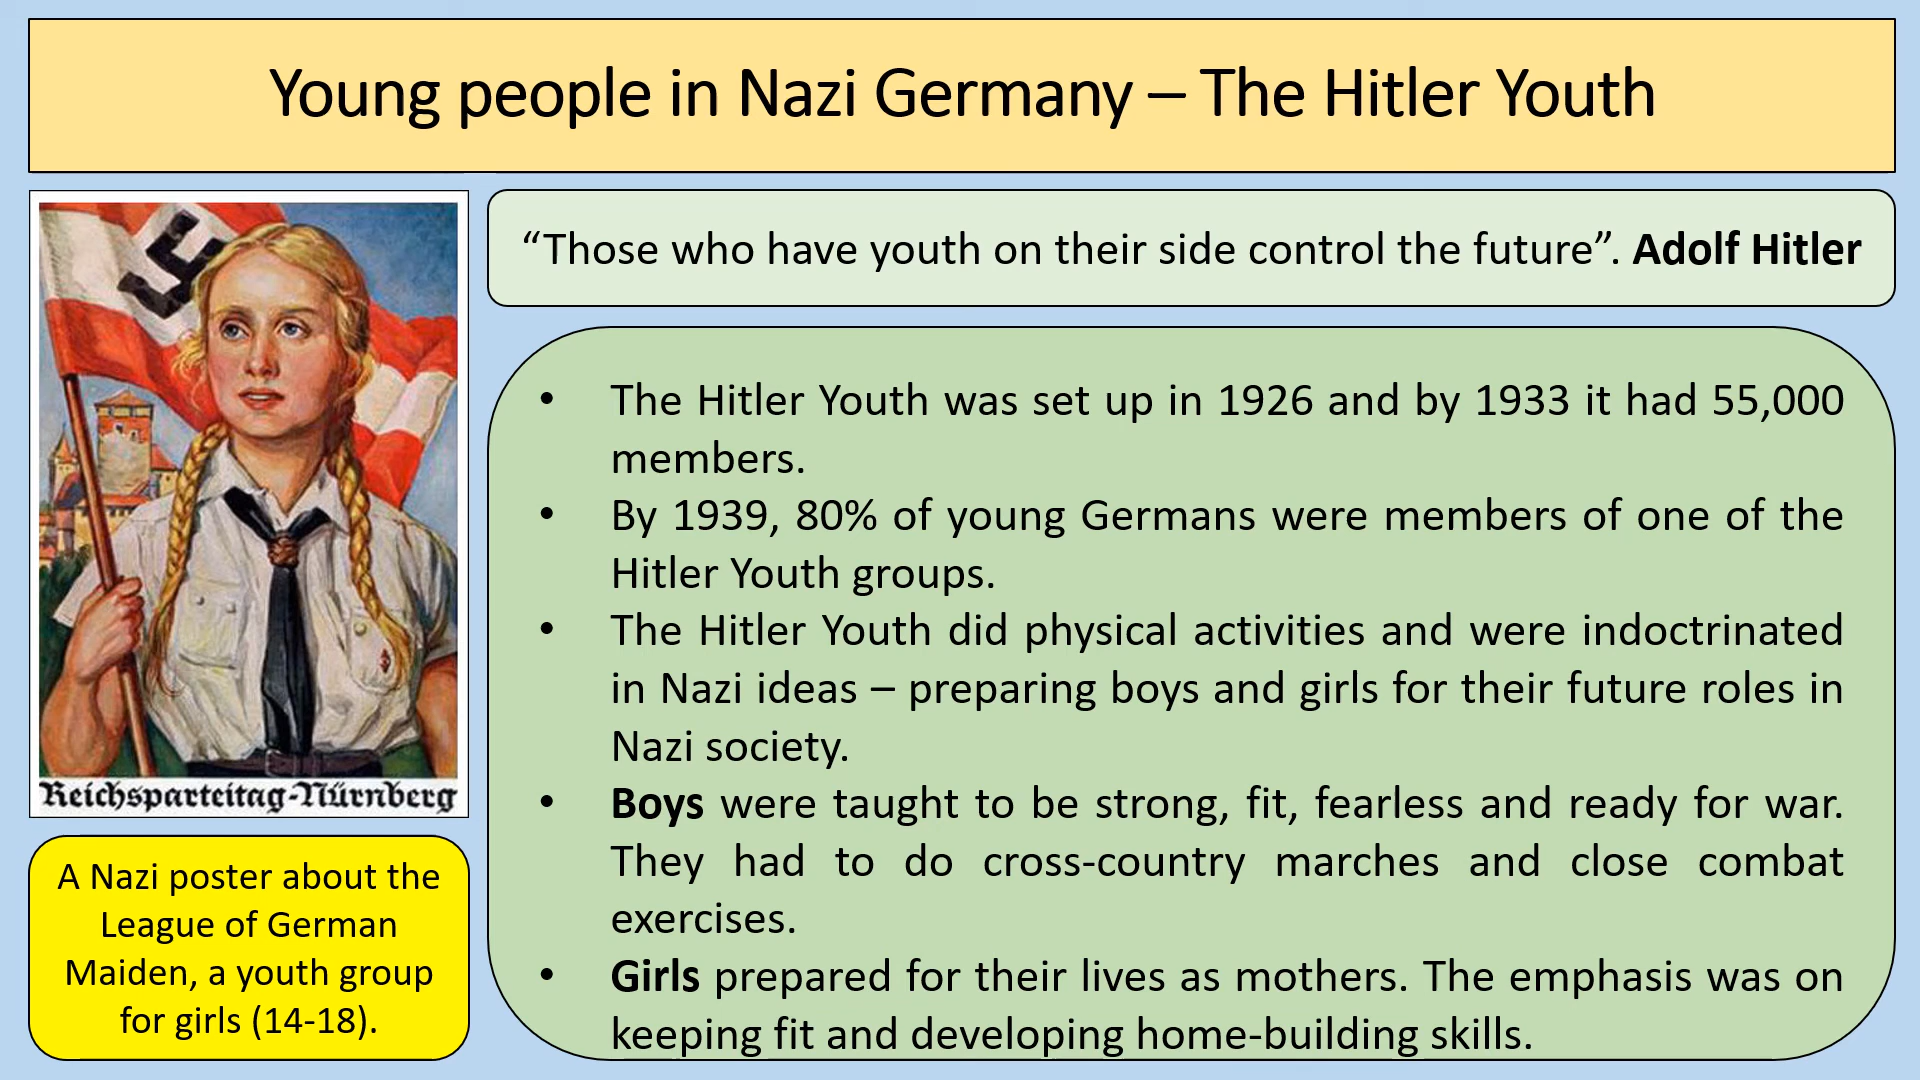 Young people in Nazi Germany – The Hitler Youth
“Those who have youth on their side control the future”. Adolf Hitler
Reichsparteitag-Nürnberg
A Nazi poster about the
League of German
Maiden, a youth group
for girls (14-18).
• The Hitler Youth was set up in 1926 and by 1933 it had 55,000
members.
• By 1939, 80% of young Germans were members of one of the
Hitler Youth groups.
• The Hitler Youth did physical activities and were indoctrinated
in Nazi ideas – preparing boys and girls for their future roles in
Nazi society.
• Boys were taught to be strong, fit, fearless and ready for war.
They had to do cross-country marches and close combat
exercises.
• Girls prepared for their lives as mothers. The emphasis was on
keeping fit and developing home-building skills.